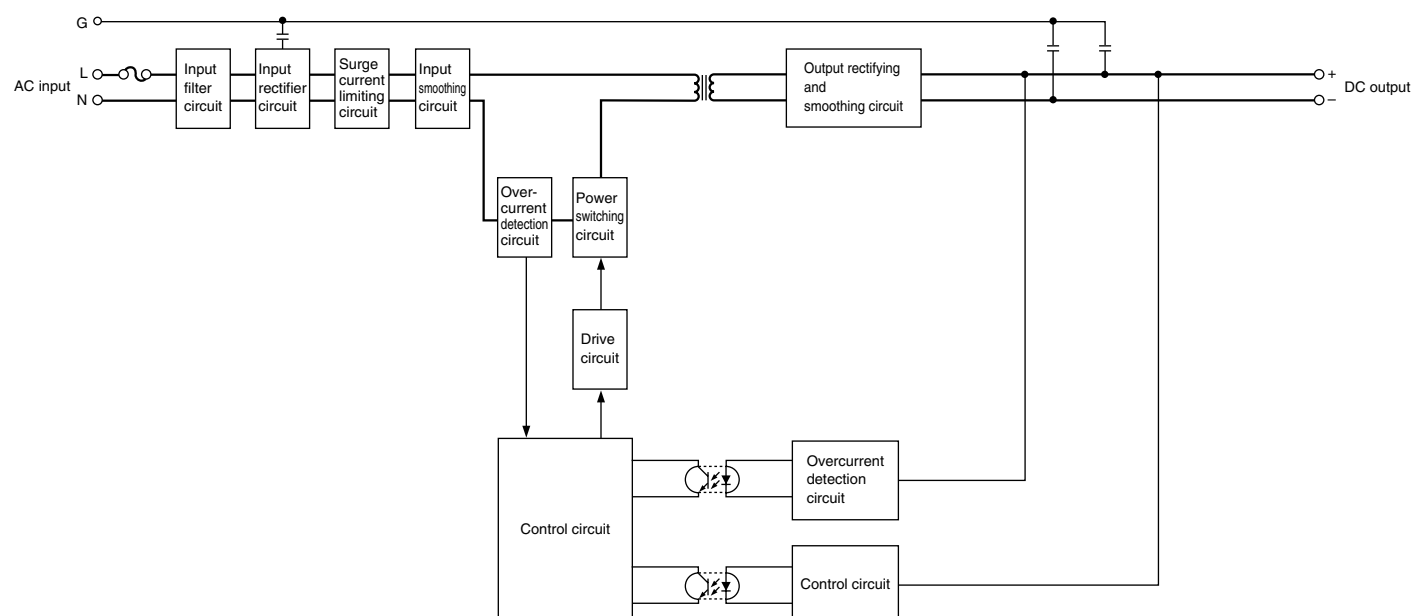 G
L
AC input
N
Input
filter
circuit
Input
rectifier
circuit
Surge
current
limiting
circuit
Input
smoothing
circuit
Output rectifying
and
smoothing circuit
+
DC output
–
Over-
current
detection
circuit
Power
switching
circuit
Drive
circuit
Control circuit
Overcurrent
detection
circuit
Control circuit